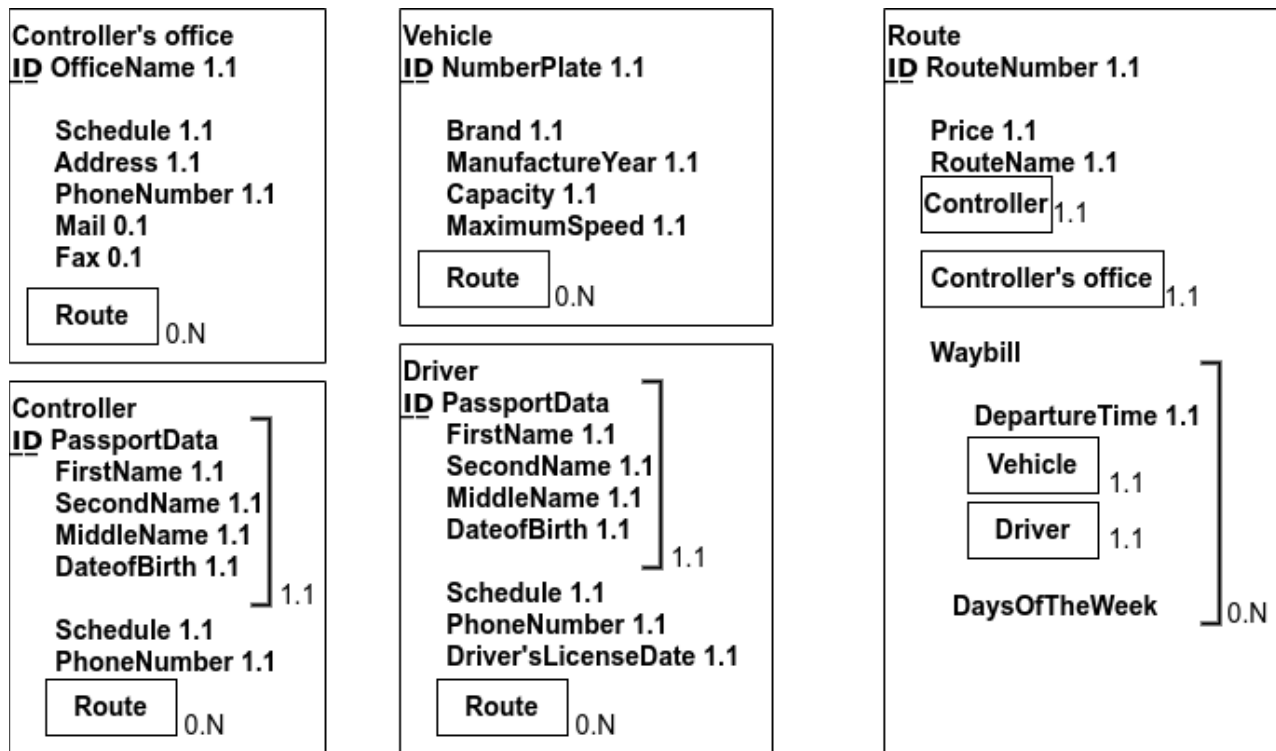 Controller's office
ID OfficeName 1.1
Schedule 1.1
Address 1.1
PhoneNumber 1.1
Mail 0.1
Fax 0.1
Route 0.N
Controller
ID PassportData
FirstName 1.1
SecondName 1.1
MiddleName 1.1
DateofBirth 1.1
1.1
Schedule 1.1
PhoneNumber 1.1
Route 0.N
Vehicle
ID NumberPlate 1.1
Brand 1.1
ManufactureYear 1.1
Capacity 1.1
MaximumSpeed 1.1
Route 0.N
Driver
ID PassportData
FirstName 1.1
SecondName 1.1
MiddleName 1.1
DateofBirth 1.1
1.1
Schedule 1.1
PhoneNumber 1.1
Driver'sLicenseDate 1.1
Route 0.N
Route
ID RouteNumber 1.1
Price 1.1
RouteName 1.1
Controller 1.1
Controller's office 1.1
Waybill
DepartureTime 1.1
Vehicle 1.1
Driver 1.1
DaysOfTheWeek 0.N